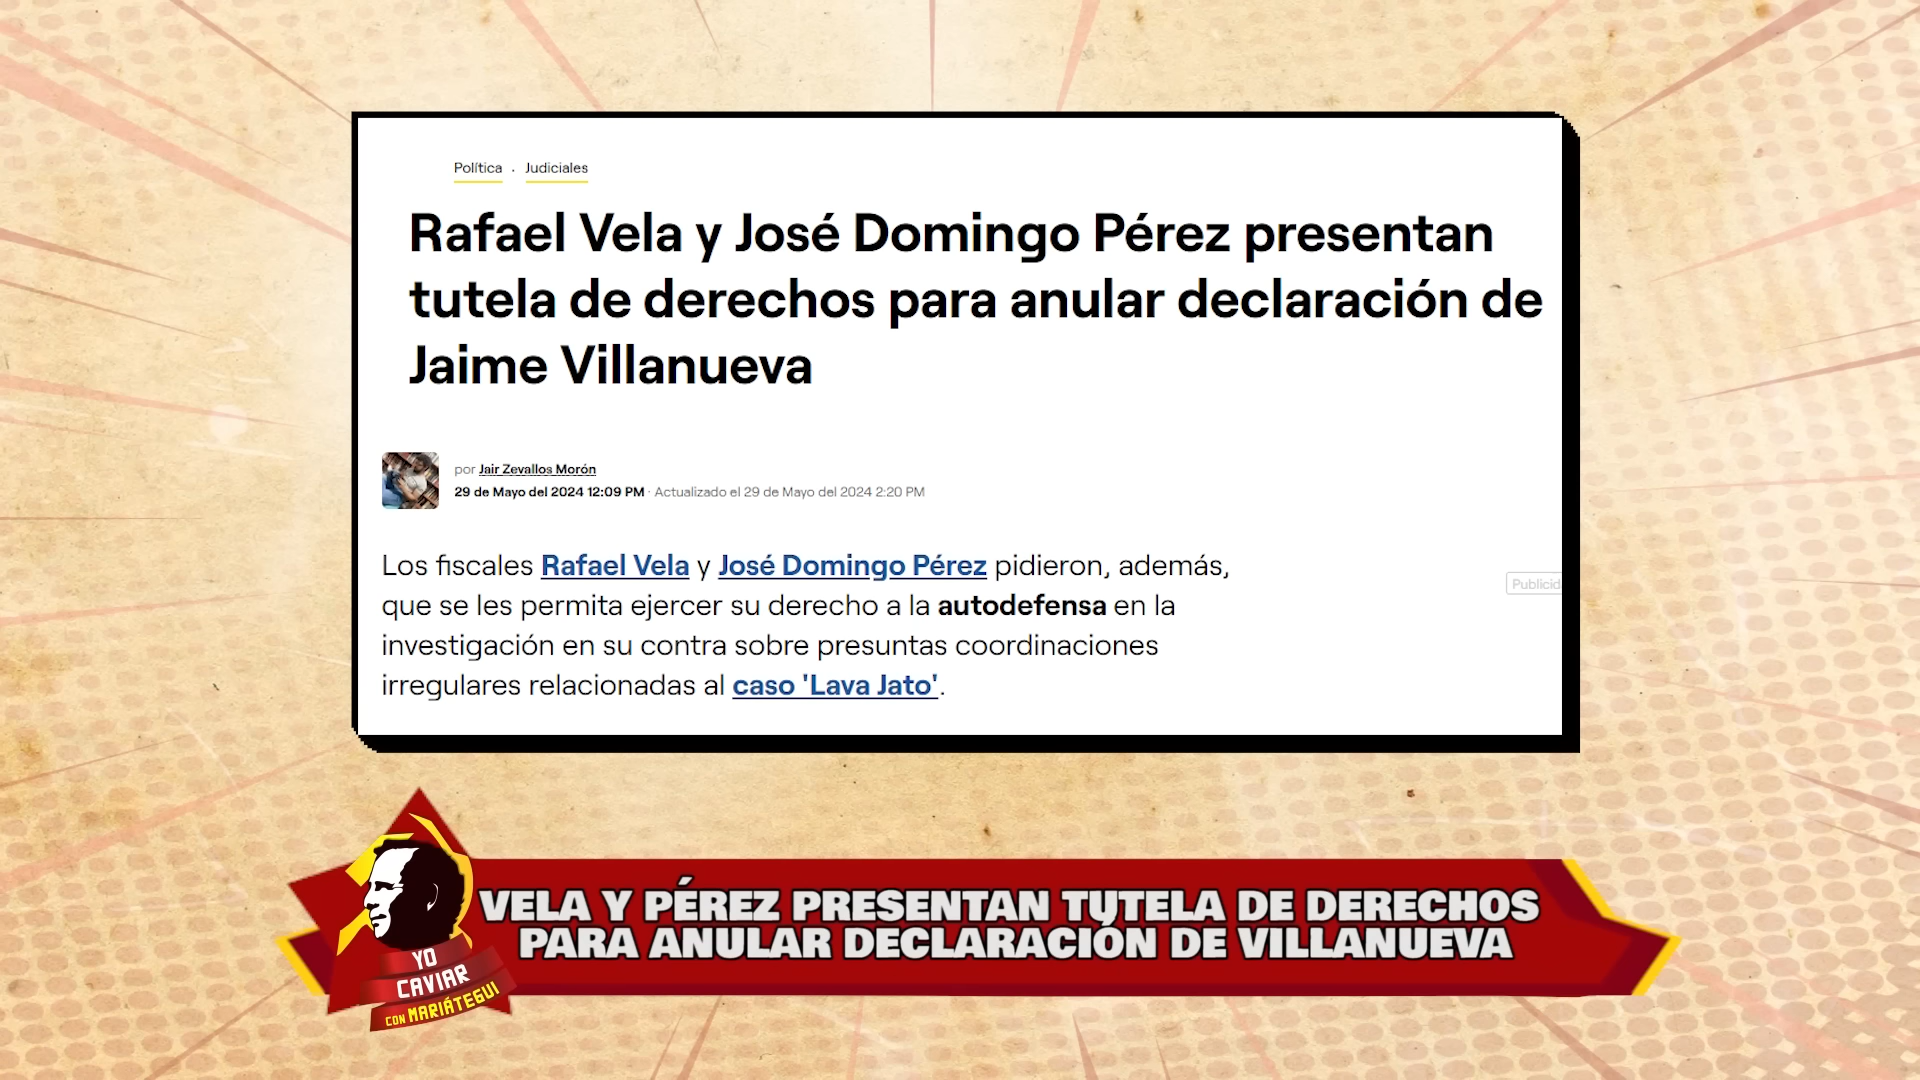 Política · Judiciales
Rafael Vela y José Domingo Pérez presentan
tutela de derechos para anular declaración de
Jaime Villanueva
por Jair Zevallos Morón
29 de Mayo del 2024 12:09 PM · Actualizado el 29 de Mayo del 2024 2:20 PM
Los fiscales Rafael Vela y José Domingo Pérez pidieron, además,
que se les permita ejercer su derecho a la autodefensa en la
Publicid
investigación en su contra sobre presuntas coordinaciones
irregulares relacionadas al caso 'Lava Jato'.
VELA Y PÉREZ PRESENTAN TUTELA DE DERECHOS
PARA ANULAR DECLARACIÓN DE VILLANUEVA
YO
CAVIAR
CON MARIÁTEGUI